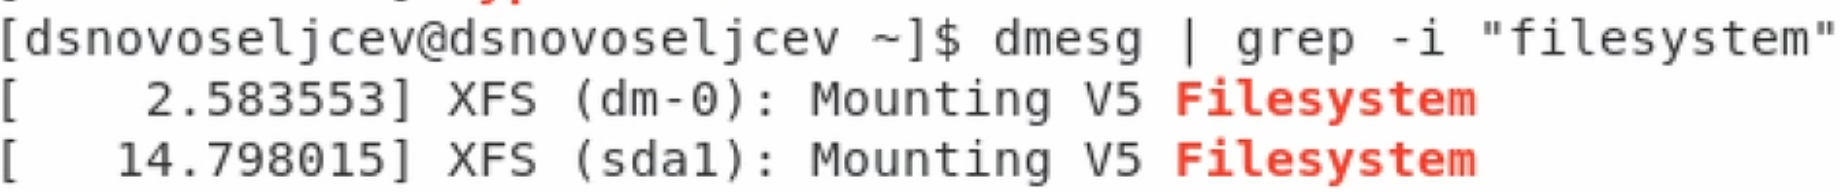 [dsnovoseljcev@dsnovoseljcev ~]$ dmesg | grep -i "filesystem"
[    2.583553] XFS (dm-0): Mounting V5 Filesystem
[   14.798015] XFS (sda1): Mounting V5 Filesystem